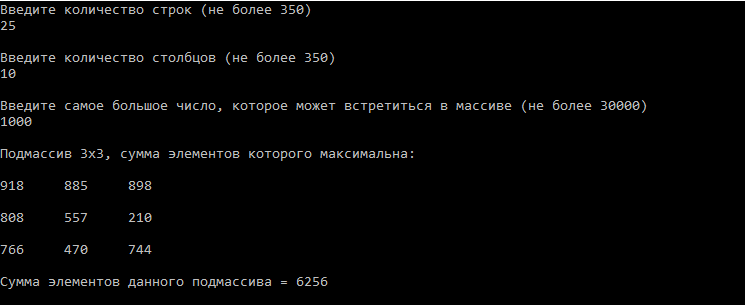 Введите количество строк (не более 350)
25
Введите количество столбцов (не более 350)
10
Введите самое большое число, которое может встретиться в массиве (не более 30000)
1000
Подмассив 3x3, сумма элементов которого максимальна:
918 885 898
808 557 210
766 470 744
Сумма элементов данного подмассива = 6256